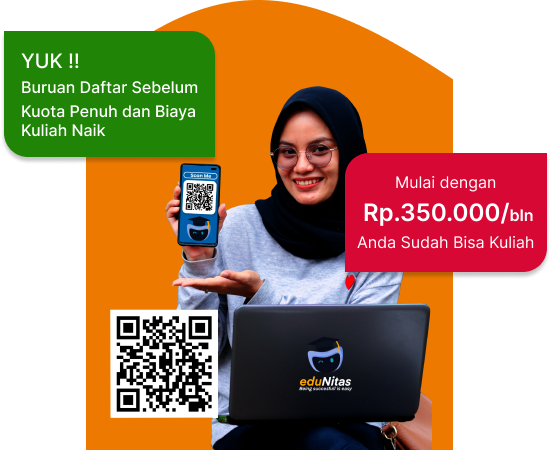 YUK !!
Buruan Daftar Sebelum
Kuota Penuh dan Biaya
Kuliah Naik
Scan Me
Mulai dengan
Rp.350.000/bln
Anda Sudah Bisa Kuliah
eduNitas
Being succesful is easy